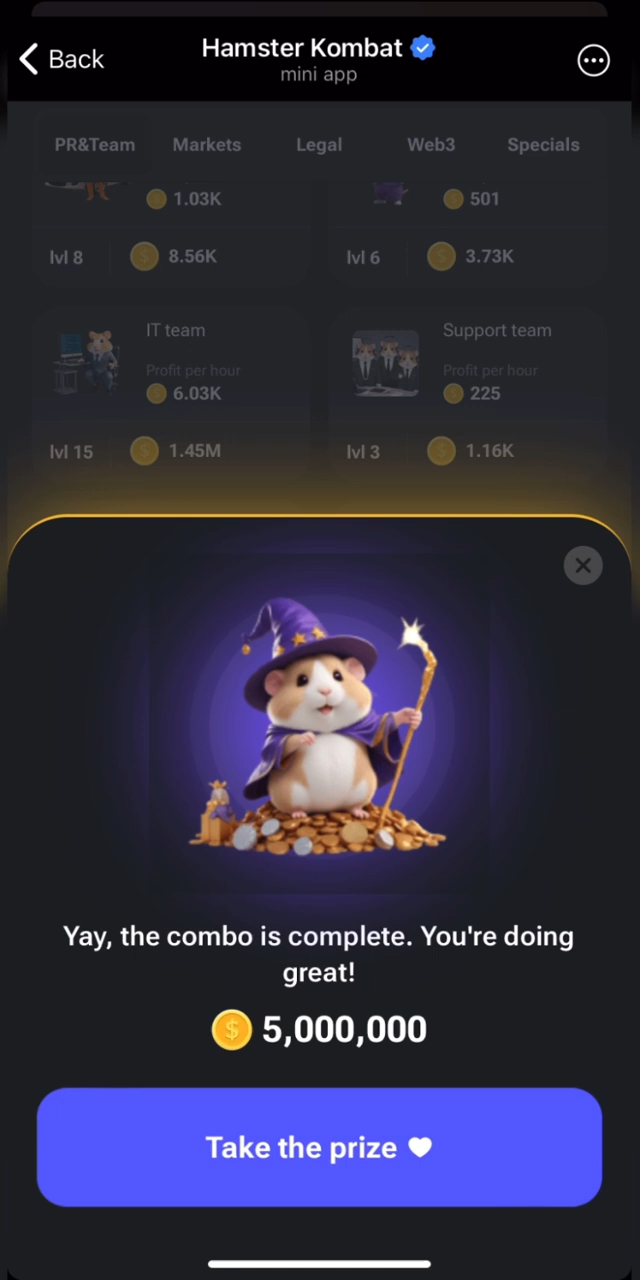 Back
Hamster Kombat
mini app
PR&Team
Markets
Legal
Web3
Specials
1.03K
501
lvl 8
8.56K
lvl 6
3.73K
IT team
Profit per hour
6.03K
Support team
Profit per hour
225
lvl 15
1.45M
lvl 3
1.16K
Yay, the combo is complete. You're doing
great!
5,000,000
Take the prize